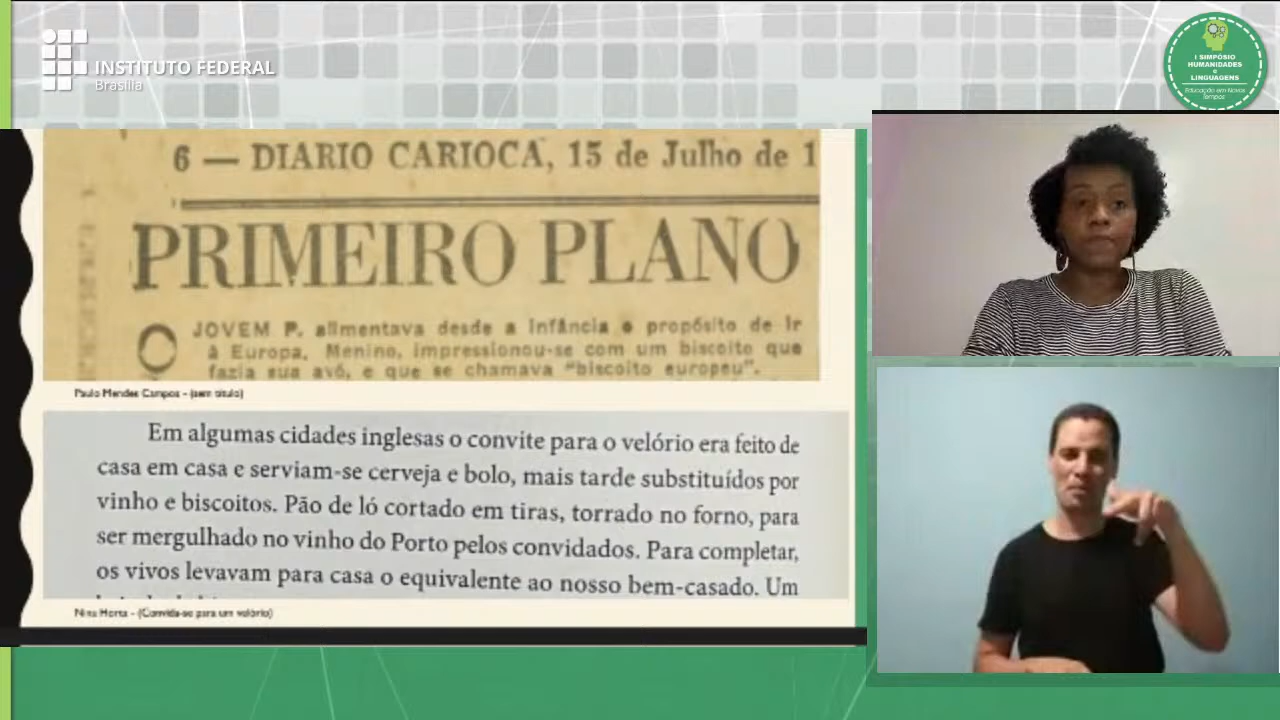 INSTITUTO FEDERAL
Brasília
I SIMPÓSIO
HUMANIDADES
e
LINGUAGENS
Educação em Novos
Tempos
6 — DIARIO CARIOCA, 15 de Julho de 1
PRIMEIRO PLANO
O JOVEM P. alimentava desde a infância o propósito de ir
à Europa. Menino, impressionou-se com um biscoito que
fazia sua avó, e que se chamava "biscoito europeu".
Paulo Mendes Campos - (sem título)
Em algumas cidades inglesas o convite para o velório era feito de
casa em casa e serviam-se cerveja e bolo, mais tarde substituídos por
vinho e biscoitos. Pão de ló cortado em tiras, torrado no forno, para
ser mergulhado no vinho do Porto pelos convidados. Para completar,
os vivos levavam para casa o equivalente ao nosso bem-casado. Um
Nina Horta - (Convida-se para um velório)